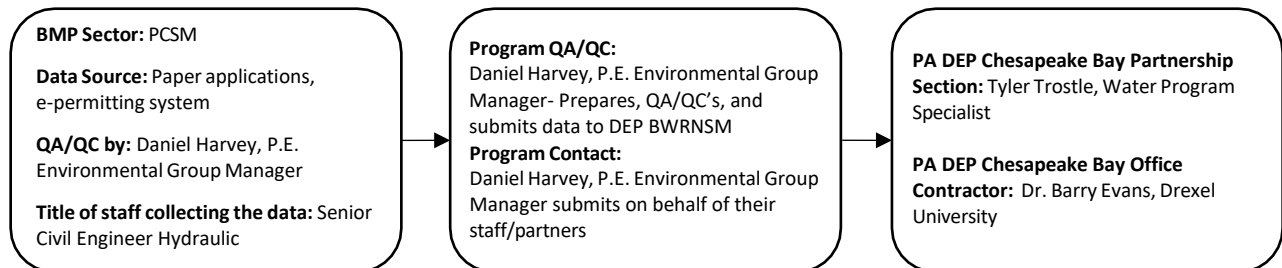 BMP Sector: PCSM
Data Source: Paper applications,
e-permitting system
QA/QC by: Daniel Harvey, P.E.
Environmental Group Manager
Title of staff collecting the data: Senior
Civil Engineer Hydraulic
Program QA/QC:
Daniel Harvey, P.E. Environmental Group
Manager- Prepares, QA/QC's, and
submits data to DEP BWRNSM
Program Contact:
Daniel Harvey, P.E. Environmental Group
Manager submits on behalf of their
staff/partners
PA DEP Chesapeake Bay Partnership
Section: Tyler Trostle, Water Program
Specialist
PA DEP Chesapeake Bay Office
Contractor: Dr. Barry Evans, Drexel
University